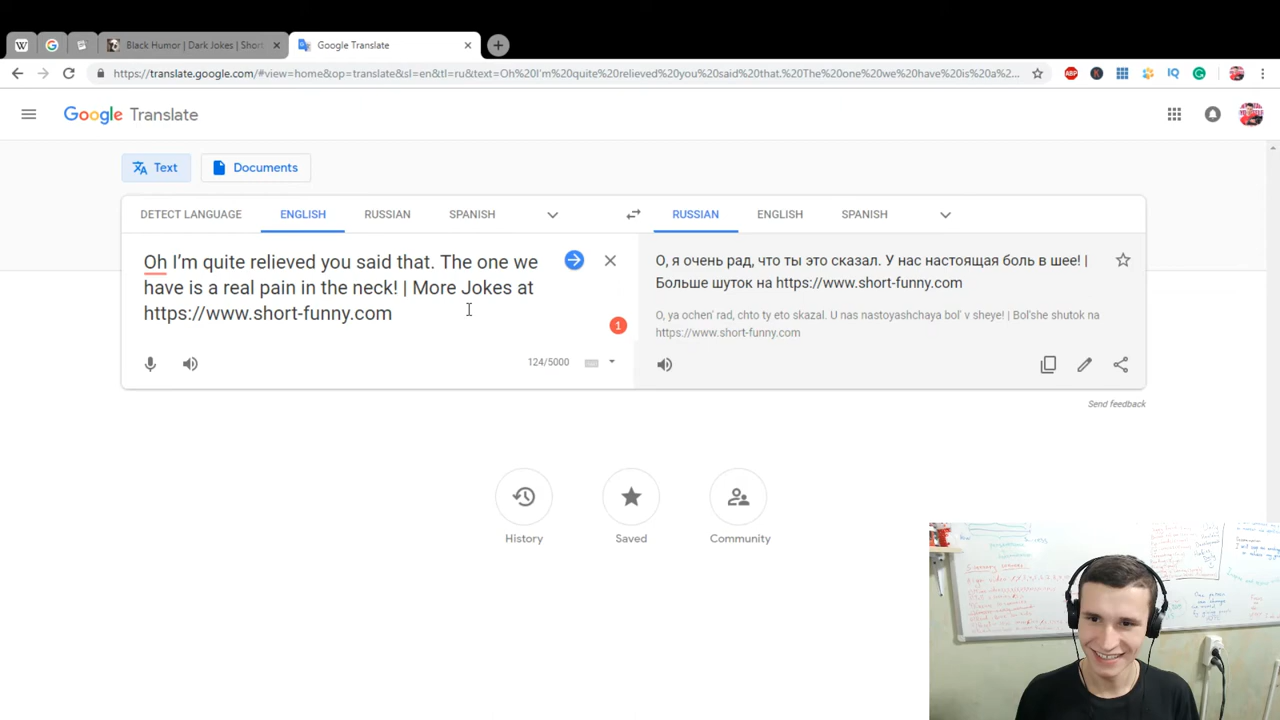 W
G
Black Humor | Dark Jokes | Short
Google Translate
https://translate.google.com/#view=home&op=translate&sl=en&tl=ru&text=Oh%20I'm%20quite%20relieved%20you%20said%20that.%20The%20one%20we%20have%20is%20a%2...
ABP
IQ
G
Google Translate
Text
Documents
DETECT LANGUAGE ENGLISH RUSSIAN SPANISH
RUSSIAN ENGLISH SPANISH
Oh I'm quite relieved you said that. The one we
have is a real pain in the neck! | More Jokes at
https://www.short-funny.com
1
124/5000
О, я очень рад, что ты это сказал. У нас настоящая боль в шее! |
Больше шуток на https://www.short-funny.com
O, ya ochen' rad, chto ty eto skazal. U nas nastoyashchaya bol' v sheye! | Bol'she shutok na
https://www.short-funny.com
Send feedback
History
Saved
Community